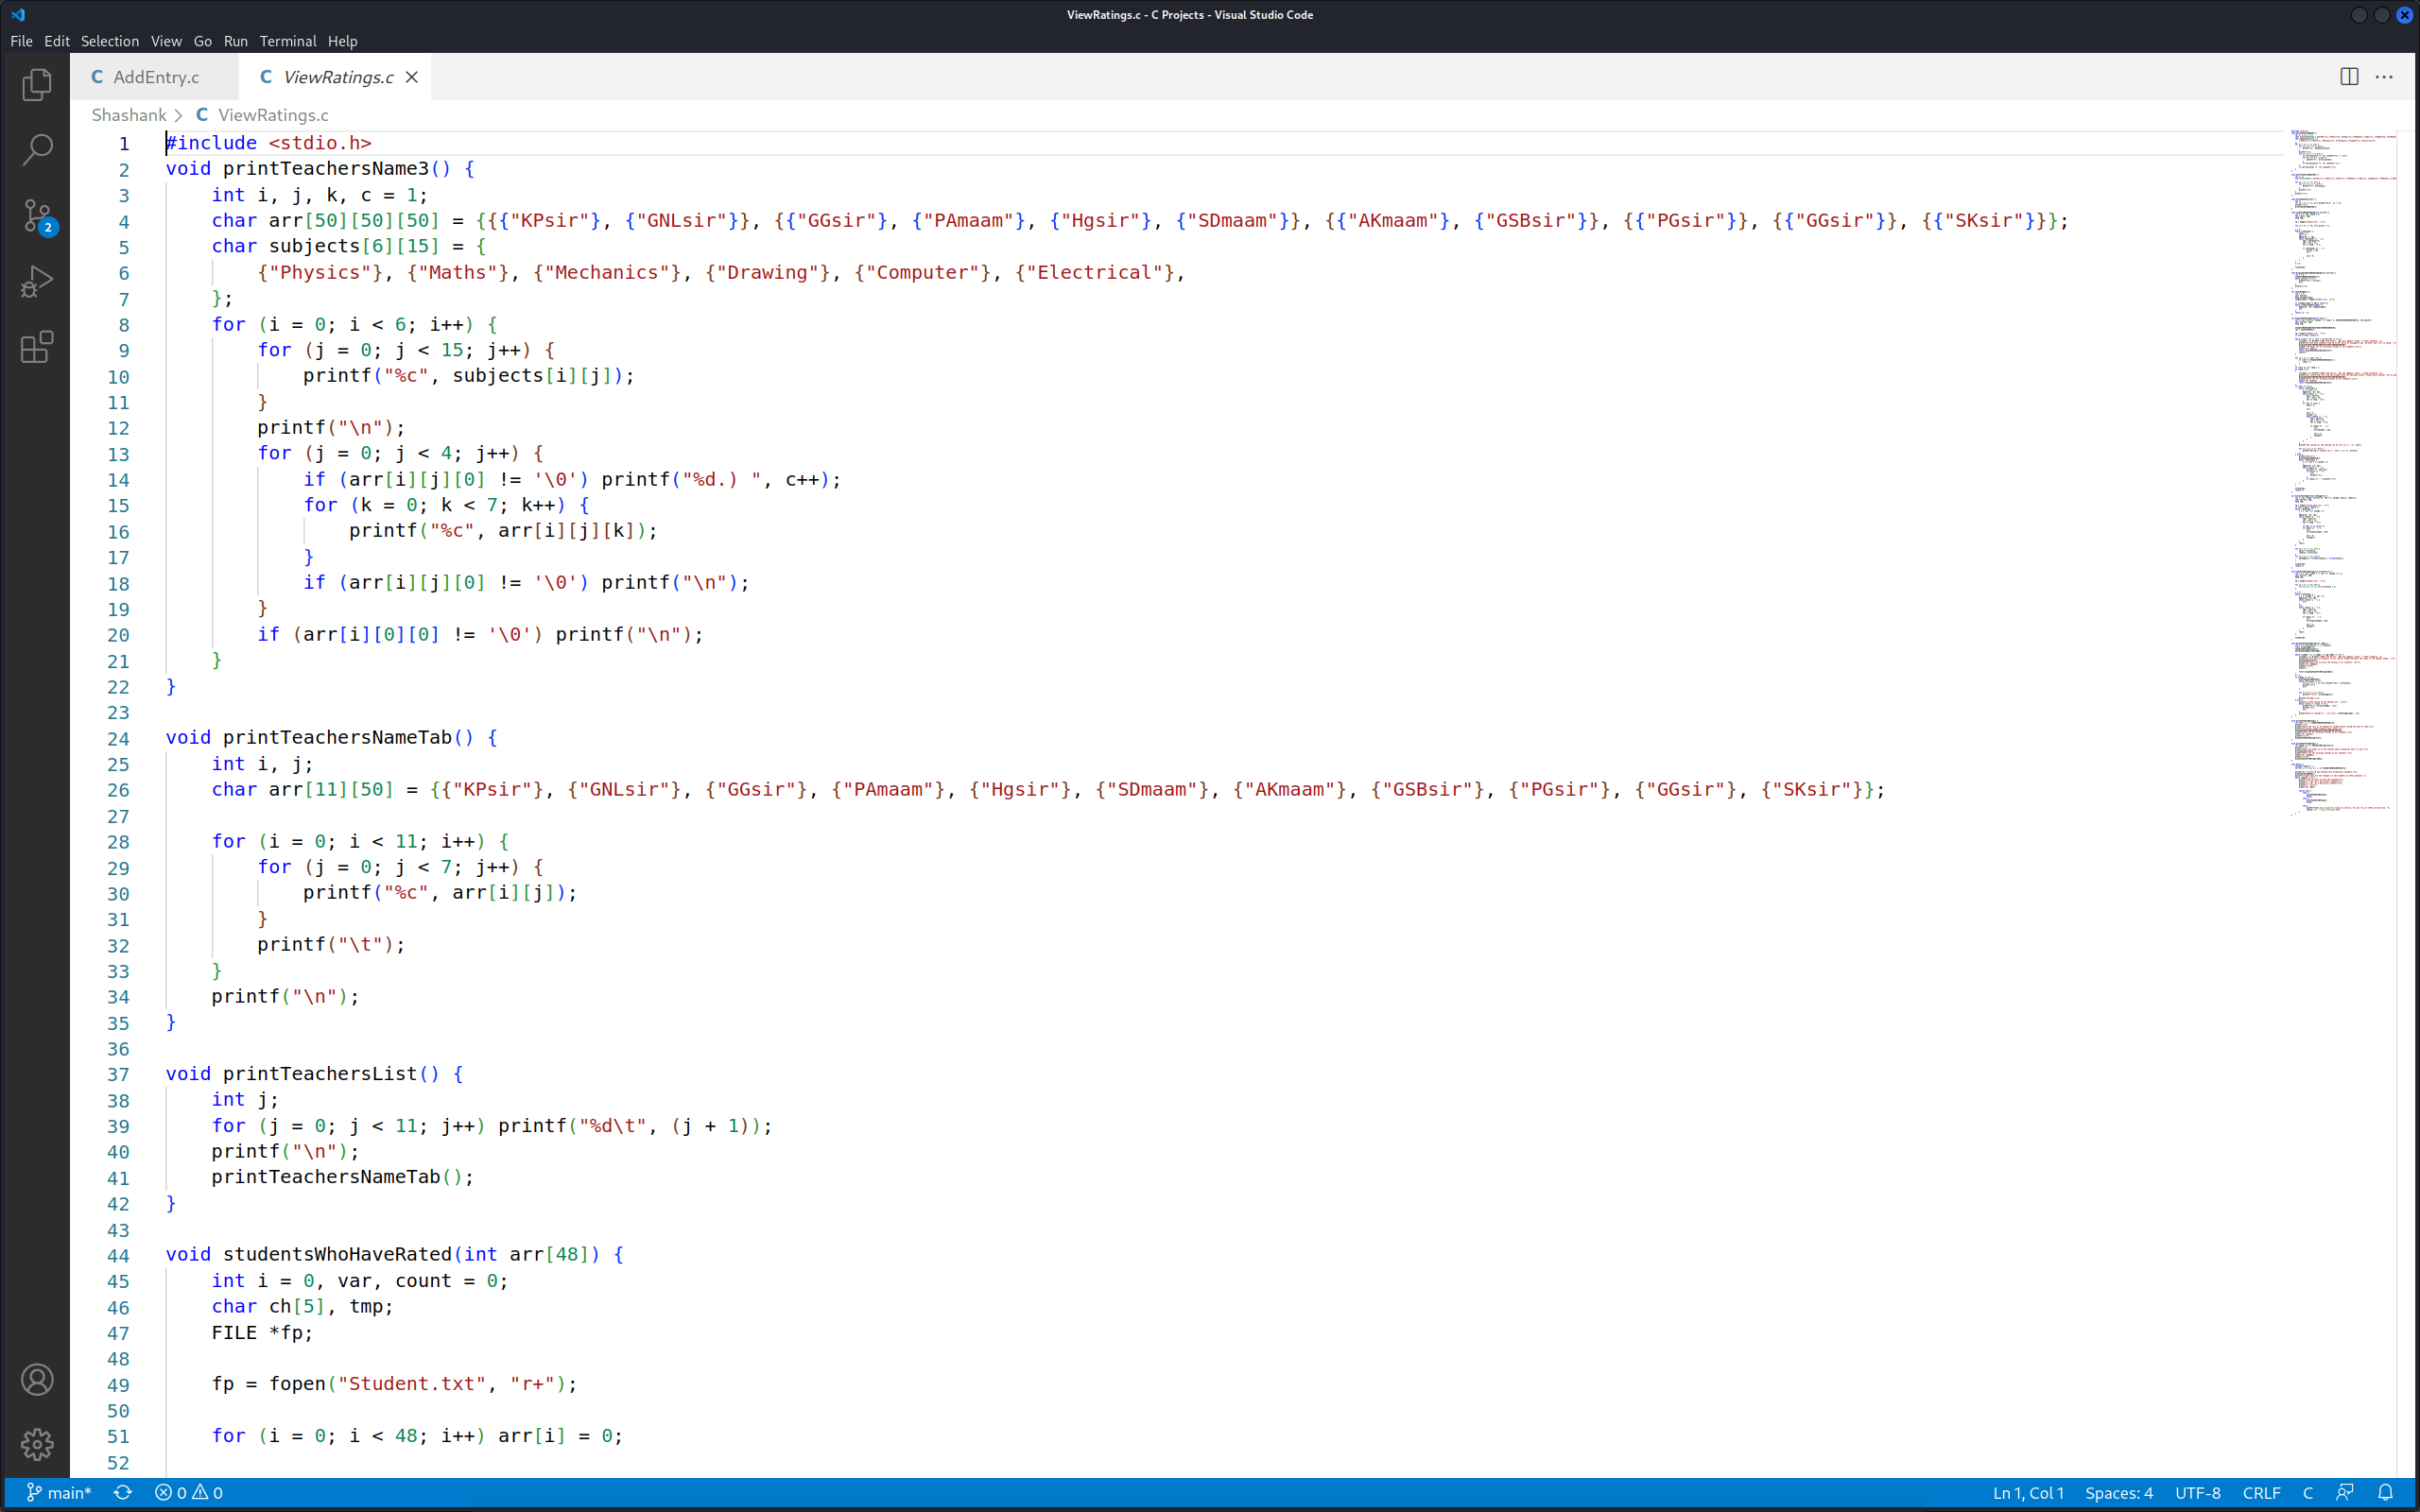 ViewRatings.c - C Projects - Visual Studio Code
File Edit Selection View Go Run Terminal Help
C AddEntry.c C ViewRatings.c
Shashank > C ViewRatings.c
2
1 #include <stdio.h>
2 void printTeachersName3() {
3     int i, j, k, c = 1;
4     char arr[50][50][50] = {{{"KPsir"}, {"GNLsir"}}, {{"GGsir"}, {"PAmaam"}, {"Hgsir"}, {"SDmaam"}}, {{"AKmaam"}, {"GSBsir"}}, {{"PGsir"}}, {{"GGsir"}}, {{"SKsir"}}};
5     char subjects[6][15] = {
6         {"Physics"}, {"Maths"}, {"Mechanics"}, {"Drawing"}, {"Computer"}, {"Electrical"},
7     };
8     for (i = 0; i < 6; i++) {
9         for (j = 0; j < 15; j++) {
10             printf("%c", subjects[i][j]);
11         }
12         printf("\n");
13         for (j = 0; j < 4; j++) {
14             if (arr[i][j][0] != '\0') printf("%d.) ", c++);
15             for (k = 0; k < 7; k++) {
16                 printf("%c", arr[i][j][k]);
17             }
18             if (arr[i][j][0] != '\0') printf("\n");
19         }
20         if (arr[i][0][0] != '\0') printf("\n");
21     }
22 }
23
24 void printTeachersNameTab() {
25     int i, j;
26     char arr[11][50] = {{"KPsir"}, {"GNLsir"}, {"GGsir"}, {"PAmaam"}, {"Hgsir"}, {"SDmaam"}, {"AKmaam"}, {"GSBsir"}, {"PGsir"}, {"GGsir"}, {"SKsir"}};
27
28     for (i = 0; i < 11; i++) {
29         for (j = 0; j < 7; j++) {
30             printf("%c", arr[i][j]);
31         }
32         printf("\t");
33     }
34     printf("\n");
35 }
36
37 void printTeachersList() {
38     int j;
39     for (j = 0; j < 11; j++) printf("%d\t", (j + 1));
40     printf("\n");
41     printTeachersNameTab();
42 }
43
44 void studentsWhoHaveRated(int arr[48]) {
45     int i = 0, var, count = 0;
46     char ch[5], tmp;
47     FILE *fp;
48
49     fp = fopen("Student.txt", "r+");
50
51     for (i = 0; i < 48; i++) arr[i] = 0;
52
main* 0 0 Ln 1, Col 1 Spaces: 4 UTF-8 CRLF C